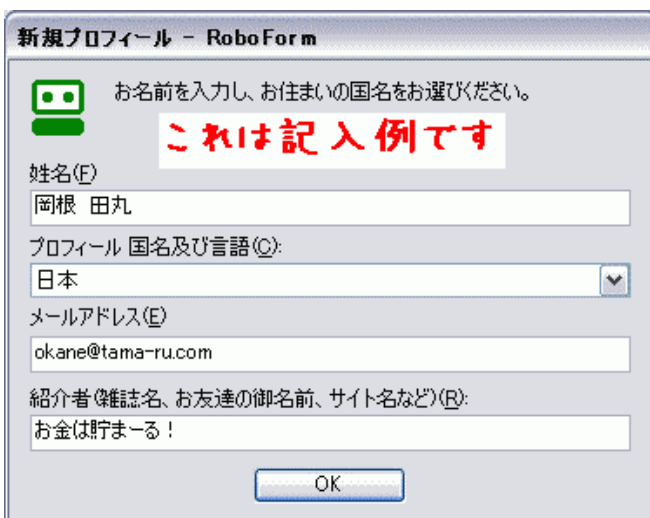 新規プロフィール - RoboForm
お名前を入力し、お住まいの国名をお選びください。
これは記入例です
姓名(F)
岡根 田丸
プロフィール 国名及び言語(C):
日本
メールアドレス(E)
okane@tama-ru.com
紹介者(雑誌名、お友達の御名前、サイト名など)(R):
お金は貯まーる！
OK